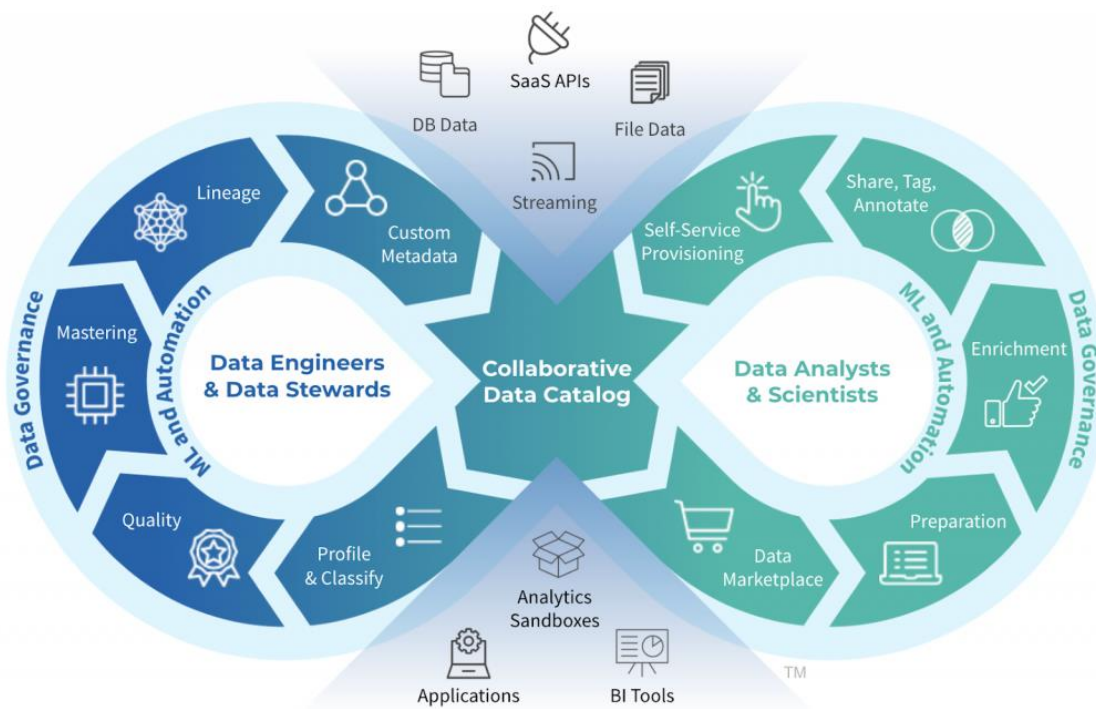 SaaS APIs
DB Data
File Data
Streaming
Lineage
Custom
Metadata
Mastering
Quality
Profile
& Classify
Data Governance
ML and Automation
Data Engineers
& Data Stewards
Collaborative
Data Catalog
Self-Service
Provisioning
Share, Tag,
Annotate
Enrichment
Preparation
Data
Marketplace
Data Analysts
& Scientists
ML and Automation
Data Governance
Analytics
Sandboxes
Applications
BI Tools
TM